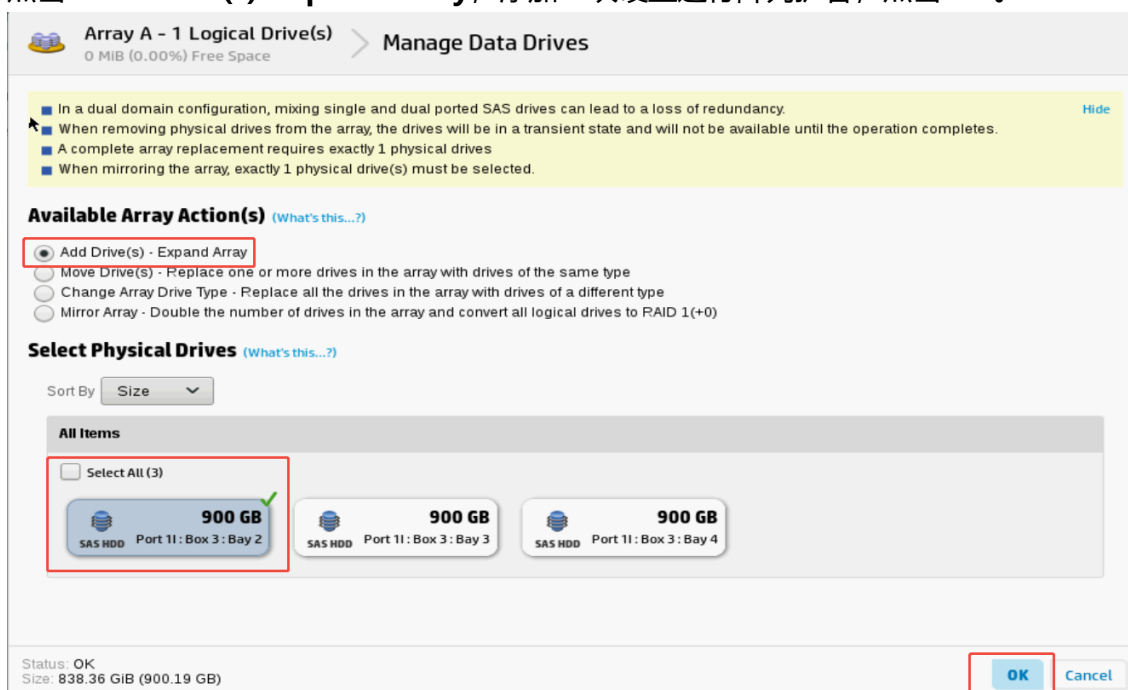 Array A - 1 Logical Drive(s)
0 MiB (0.00%) Free Space
Manage Data Drives
In a dual domain configuration, mixing single and dual ported SAS drives can lead to a loss of redundancy.
Hide
When removing physical drives from the array, the drives will be in a transient state and will not be available until the operation completes.
A complete array replacement requires exactly 1 physical drives
When mirroring the array, exactly 1 physical drive(s) must be selected.
Available Array Action(s) (What's this...?)
Add Drive(s) - Expand Array
Move Drive(s) - Replace one or more drives in the array with drives of the same type
Change Array Drive Type - Replace all the drives in the array with drives of a different type
Mirror Array - Double the number of drives in the array and convert all logical drives to RAID 1(+0)
Select Physical Drives (What's this...?)
Sort By Size
All Items
Select All (3)
900 GB
SAS HDD Port 1I : Box 3 : Bay 2
900 GB
SAS HDD Port 1I : Box 3 : Bay 3
900 GB
SAS HDD Port 1I : Box 3 : Bay 4
Status: OK
Size: 838.36 GiB (900.19 GB)
OK
Cancel